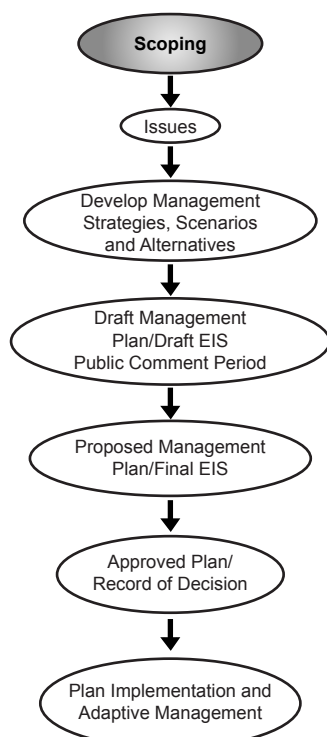 Scoping
Issues
Develop Management
Strategies, Scenarios
and Alternatives
Draft Management
Plan/Draft EIS
Public Comment Period
Proposed Management
Plan/Final EIS
Approved Plan/
Record of Decision
Plan Implementation and
Adaptive Management